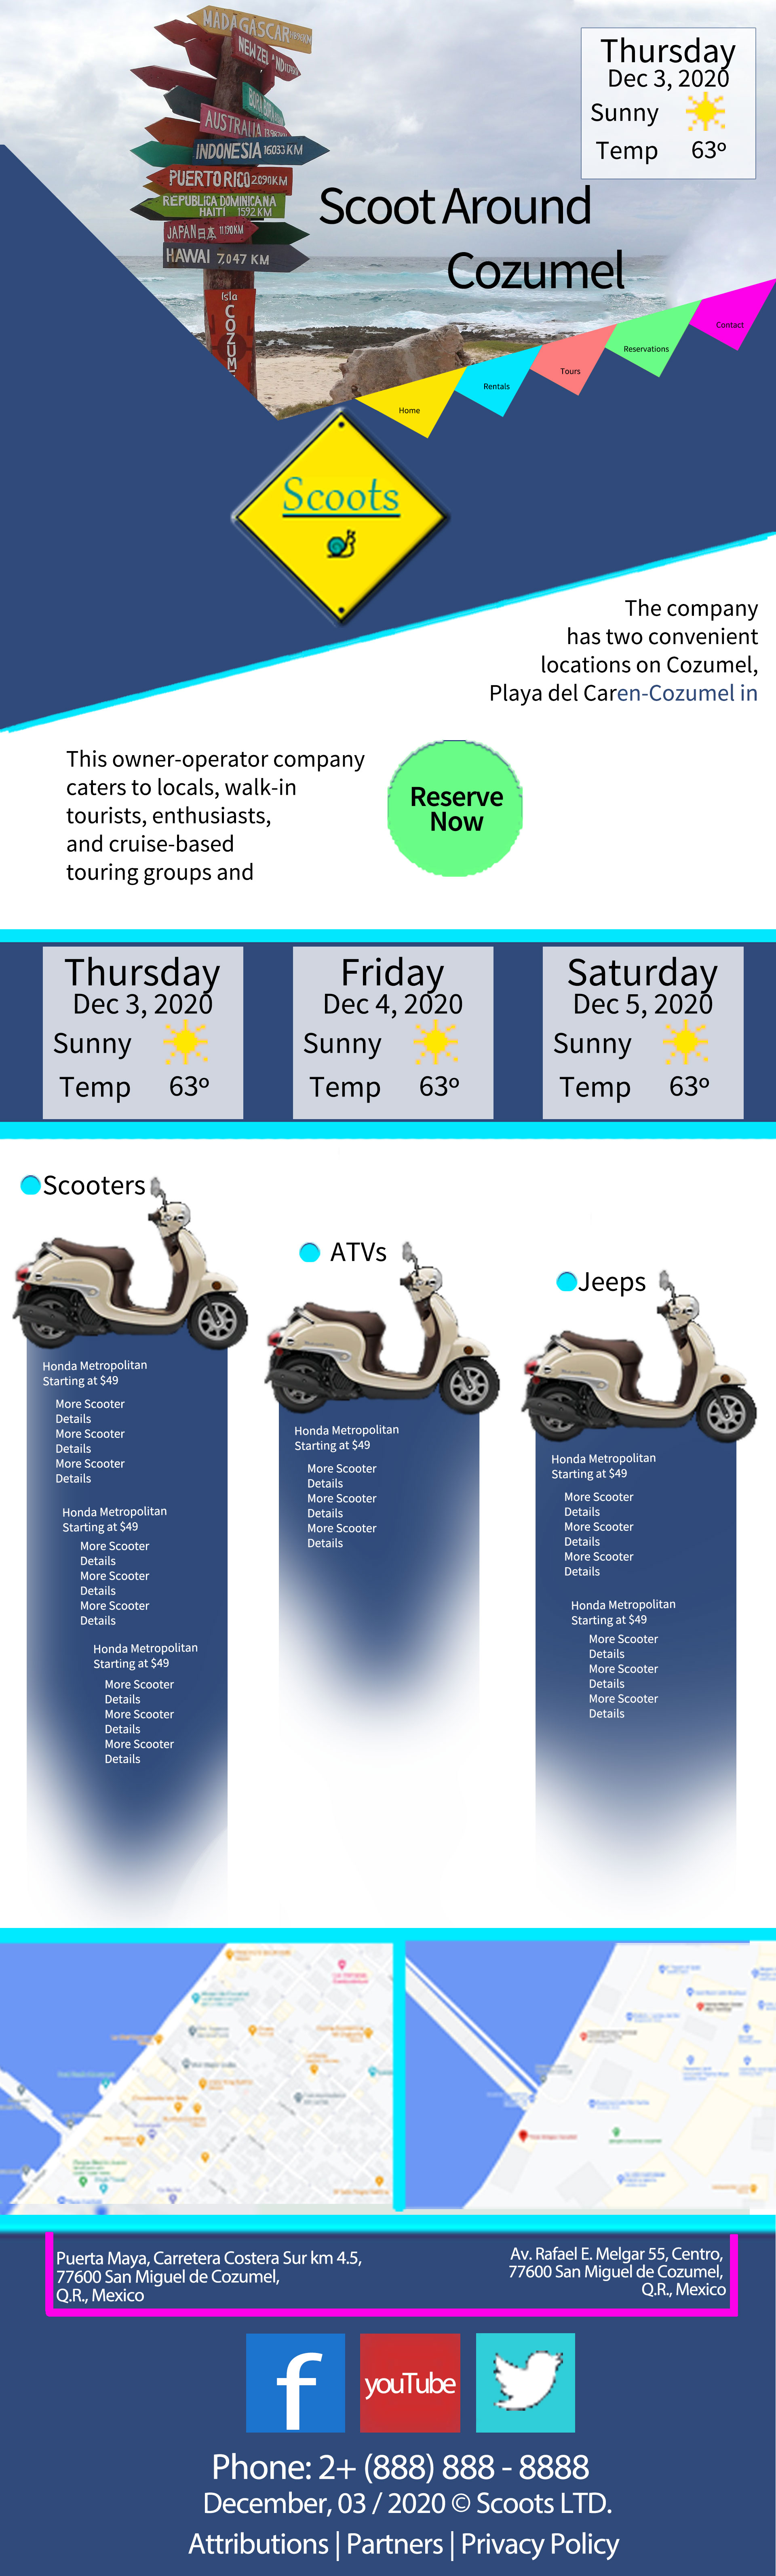 MADAGASCAR
NEW ZEL
BORA BORA
AUSTRALIA
INDONESIA 16033 KM
PUERTO RICO 2090KM
REPUBLICA DOMINICANA
HAITI 1592 KM
JAPAN 日本 11190KM
HAWAI 7,047 KM
Isla
COZUM
Thursday
Dec 3, 2020
Sunny
Temp 63º
Scoot Around
Cozumel
Home
Rentals
Tours
Reservations
Contact
Scoots
The company
has two convenient
locations on Cozumel,
Playa del Caren-Cozumel in
This owner-operator company
caters to locals, walk-in
tourists, enthusiasts,
and cruise-based
touring groups and
Reserve
Now
Thursday
Dec 3, 2020
Sunny
Temp 63º
Friday
Dec 4, 2020
Sunny
Temp 63º
Saturday
Dec 5, 2020
Sunny
Temp 63º
Scooters
Honda Metropolitan
Starting at $49
More Scooter
Details
More Scooter
Details
More Scooter
Details
Honda Metropolitan
Starting at $49
More Scooter
Details
More Scooter
Details
More Scooter
Details
Honda Metropolitan
Starting at $49
More Scooter
Details
More Scooter
Details
More Scooter
Details
ATVs
Honda Metropolitan
Starting at $49
More Scooter
Details
More Scooter
Details
More Scooter
Details
Jeeps
Honda Metropolitan
Starting at $49
More Scooter
Details
More Scooter
Details
More Scooter
Details
Honda Metropolitan
Starting at $49
More Scooter
Details
More Scooter
Details
More Scooter
Details
Puerta Maya, Carretera Costera Sur km 4.5,
77600 San Miguel de Cozumel,
Q.R., Mexico
Av. Rafael E. Melgar 55, Centro,
77600 San Miguel de Cozumel,
Q.R., Mexico
f
youTube
Phone: 2+ (888) 888 - 8888
December, 03 / 2020 © Scoots LTD.
Attributions | Partners | Privacy Policy